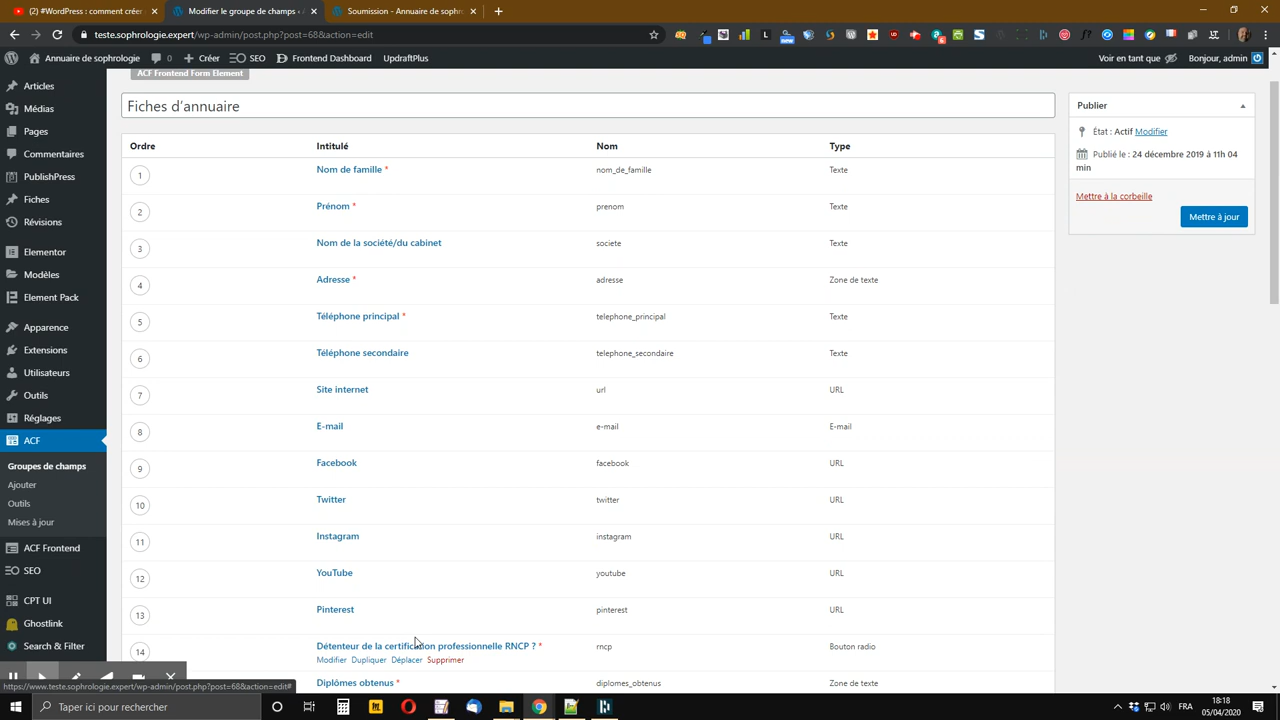 (2) #WordPress : comment créer
Modifier le groupe de champs ‹
Soumission - Annuaire de sophro
teste.sophrologie.expert/wp-admin/post.php?post=68&action=edit
Annuaire de sophrologie
0
Créer
SEO
Frontend Dashboard
UpdraftPlus
Voir en tant que
Bonjour, admin
Articles
Médias
Pages
Commentaires
PublishPress
Fiches
Révisions
Elementor
Modèles
Element Pack
Apparence
Extensions
Utilisateurs
Outils
Réglages
ACF
Groupes de champs
Ajouter
Outils
Mises à jour
ACF Frontend
SEO
CPT UI
Ghostlink
Search & Filter
ACF Frontend Form Element
Fiches d’annuaire
Ordre Intitulé Nom Type
1 Nom de famille * nom_de_famille Texte
2 Prénom * prenom Texte
3 Nom de la société/du cabinet societe Texte
4 Adresse * adresse Zone de texte
5 Téléphone principal * telephone_principal Texte
6 Téléphone secondaire telephone_secondaire Texte
7 Site internet url URL
8 E-mail e-mail E-mail
9 Facebook facebook URL
10 Twitter twitter URL
11 Instagram instagram URL
12 YouTube youtube URL
13 Pinterest pinterest URL
14 Détenteur de la certification professionnelle RNCP ? * rncp Bouton radio
Modifier Dupliquer Déplacer Supprimer
Diplômes obtenus * diplomes_obtenus Zone de texte
Publier
État : Actif Modifier
Publié le : 24 décembre 2019 à 11h 04
min
Mettre à la corbeille
Mettre à jour
https://www.teste.sophrologie.expert/wp-admin/post.php?post=68&action=edit#
Taper ici pour rechercher
FRA
18:18
05/04/2020